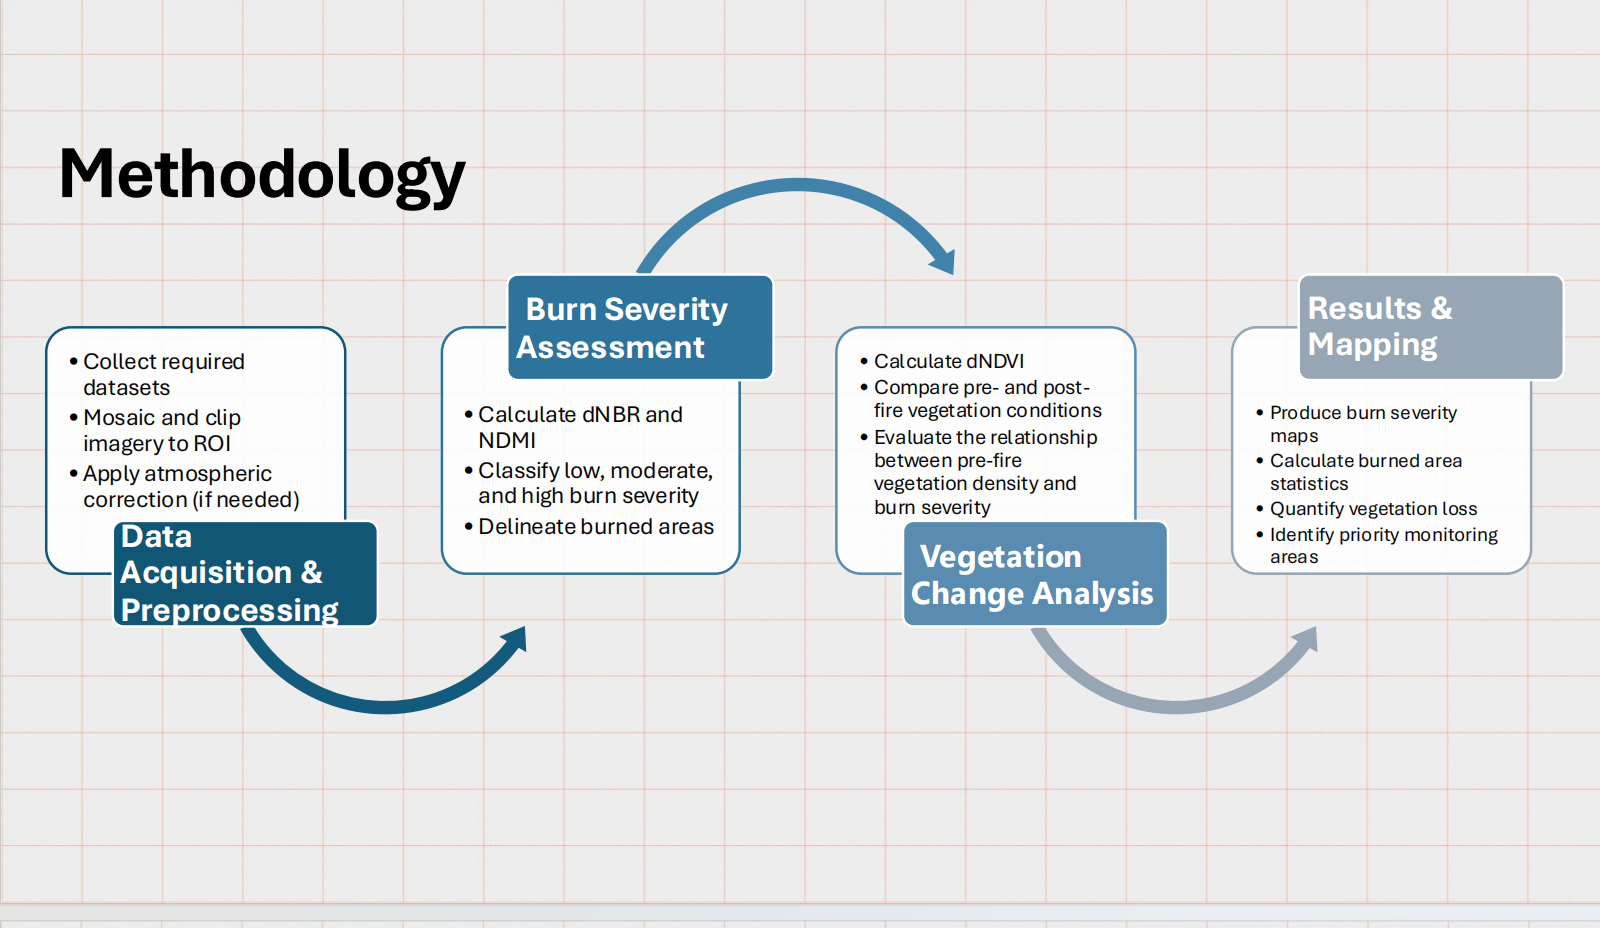 Methodology
• Collect required
datasets
• Mosaic and clip
imagery to ROI
• Apply atmospheric
correction (if needed)
Data
Acquisition &
Preprocessing
Burn Severity
Assessment
• Calculate dNBR and
NDMI
• Classify low, moderate,
and high burn severity
• Delineate burned areas
• Calculate dNDVI
• Compare pre- and post-
fire vegetation conditions
• Evaluate the relationship
between pre-fire
vegetation density and
burn severity
Vegetation
Change Analysis
Results &
Mapping
• Produce burn severity
maps
• Calculate burned area
statistics
• Quantify vegetation loss
• Identify priority monitoring
areas